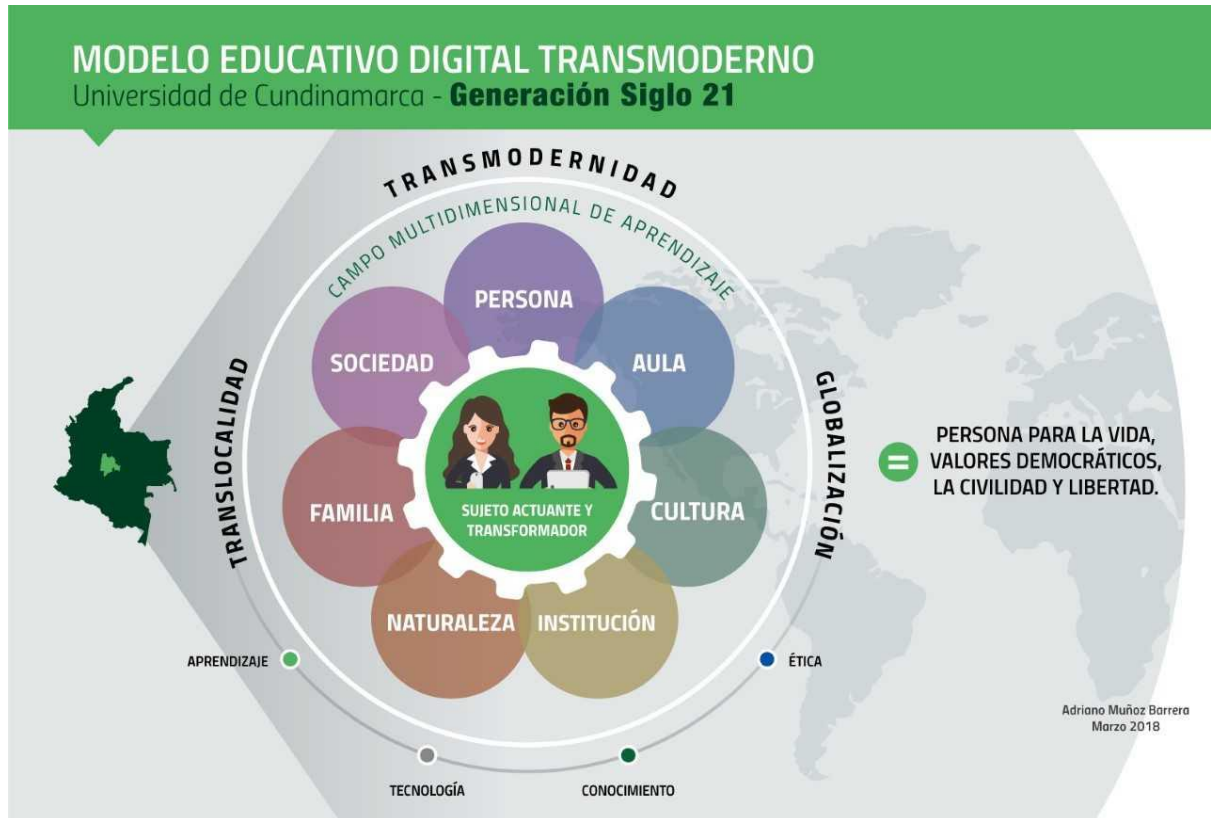 MODELO EDUCATIVO DIGITAL TRANSMODERNO
Universidad de Cundinamarca - Generación Siglo 21
TRANSMODERNIDAD
CAMPO MULTIDIMENSIONAL DE APRENDIZAJE
PERSONA
SOCIEDAD
AULA
TRANSLOCALIDAD
GLOBALIZACIÓN
FAMILIA
SUJETO ACTUANTE Y
TRANSFORMADOR
CULTURA
NATURALEZA
INSTITUCIÓN
PERSONA PARA LA VIDA,
VALORES DEMOCRÁTICOS,
LA CIVILIDAD Y LIBERTAD.
APRENDIZAJE
ÉTICA
TECNOLOGÍA
CONOCIMIENTO
Adriano Muñoz Barrera
Marzo 2018